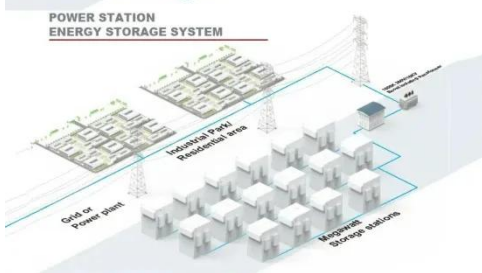 POWER STATION
ENERGY STORAGE SYSTEM
Industrial Park/
Residential area
Grid or
Power plant
Megawatt
Storage stations